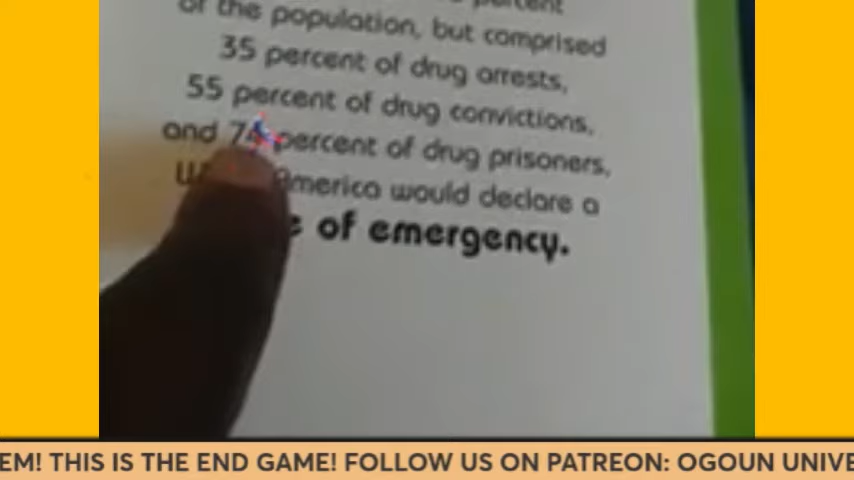 percent
of the population, but comprised
35 percent of drug arrests,
55 percent of drug convictions,
and 74 percent of drug prisoners,
America would declare a
of emergency.
EM! THIS IS THE END GAME! FOLLOW US ON PATREON: OGOUN UNIVE